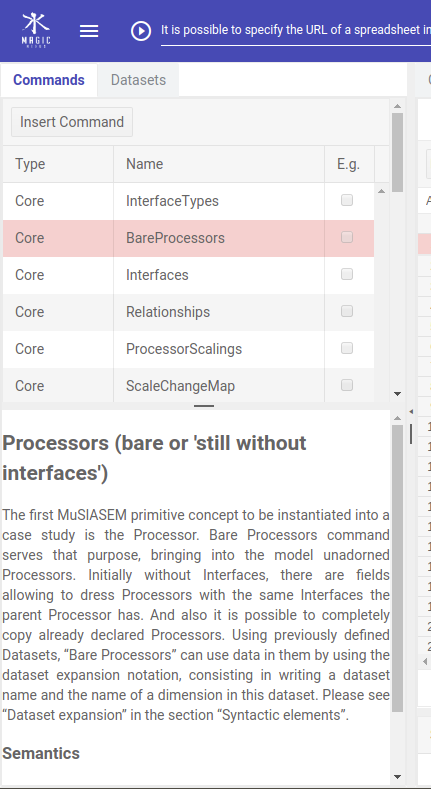 It is possible to specify the URL of a spreadsheet in
MAGIC
Commands Datasets
Insert Command
Type Name E.g.
Core InterfaceTypes
Core BareProcessors
Core Interfaces
Core Relationships
Core ProcessorScalings
Core ScaleChangeMap
Processors (bare or 'still without
interfaces')
The first MuSIASEM primitive concept to be instantiated into a
case study is the Processor. Bare Processors command
serves that purpose, bringing into the model unadorned
Processors. Initially without Interfaces, there are fields
allowing to dress Processors with the same Interfaces the
parent Processor has. And also it is possible to completely
copy already declared Processors. Using previously defined
Datasets, “Bare Processors” can use data in them by using the
dataset expansion notation, consisting in writing a dataset
name and the name of a dimension in this dataset. Please see
“Dataset expansion” in the section “Syntactic elements”.
Semantics